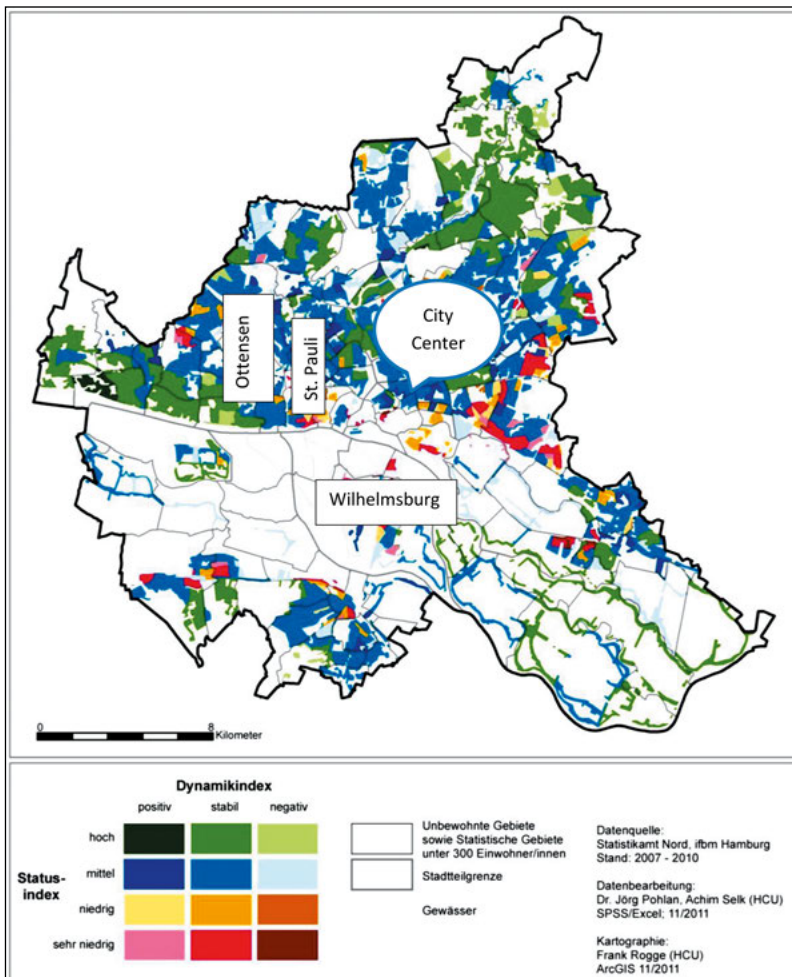 City
Center
Ottensen
St. Pauli
Wilhelmsburg
0
8
Kilometer
Dynamikindex
positiv
stabil
negativ
Status-
index
hoch
mittel
niedrig
sehr niedrig
Unbewohnte Gebiete
sowie Statistische Gebiete
unter 300 Einwohner/innen
Stadtteilgrenze
Gewässer
Datenquelle:
Statistikamt Nord, ifbm Hamburg
Stand: 2007 - 2010
Datenbearbeitung:
Dr. Jörg Pohlan, Achim Selk (HCU)
SPSS/Excel; 11/2011
Kartographie:
Frank Rogge (HCU)
ArcGIS 11/2011